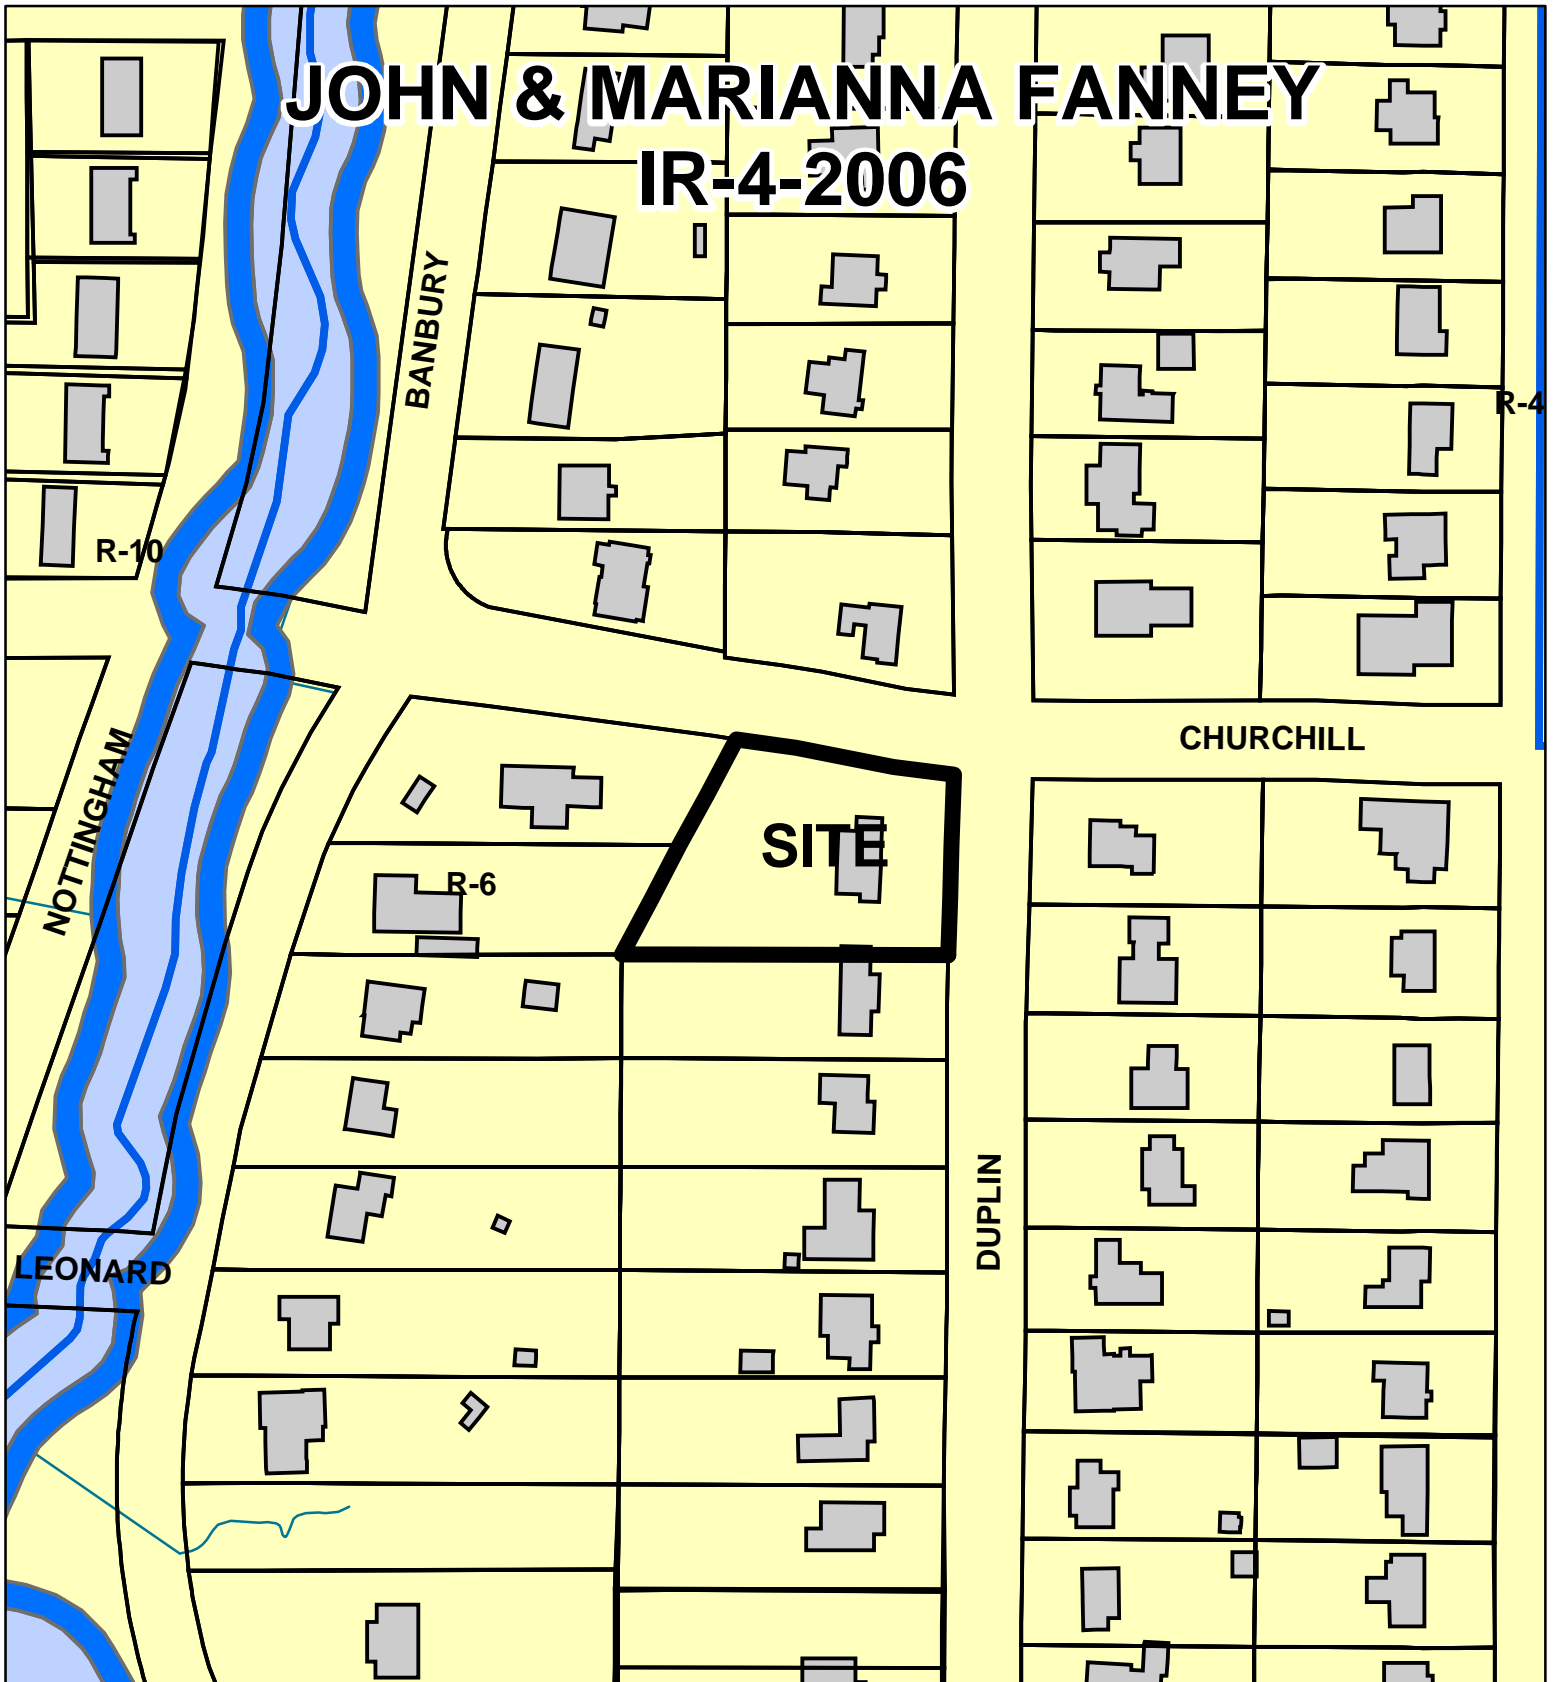 JOHN & MARIANNA FANNEY
IR-4-2006
BANBURY
R-4
R-10
CHURCHILL
NOTTINGHAM
SITE
R-6
DUPLIN
LEONARD